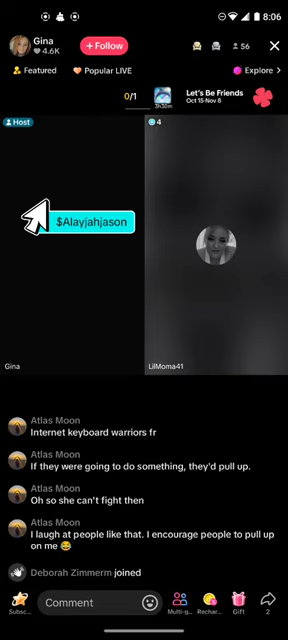 8:06
Gina
4.6K
+ Follow
56
Featured
Popular LIVE
Explore
0/1
3h30m
Let's Be Friends
Oct 15-Nov 8
Host
4
$Alayjahjason
Gina
LilMoma41
Atlas Moon
Internet keyboard warriors fr
Atlas Moon
If they were going to do something, they'd pull up.
Atlas Moon
Oh so she can't fight then
Atlas Moon
I laugh at people like that. I encourage people to pull up
on me 😂
Deborah Zimmerm joined
Subsc...
Comment
Multi-g...
Rechar...
Gift
2